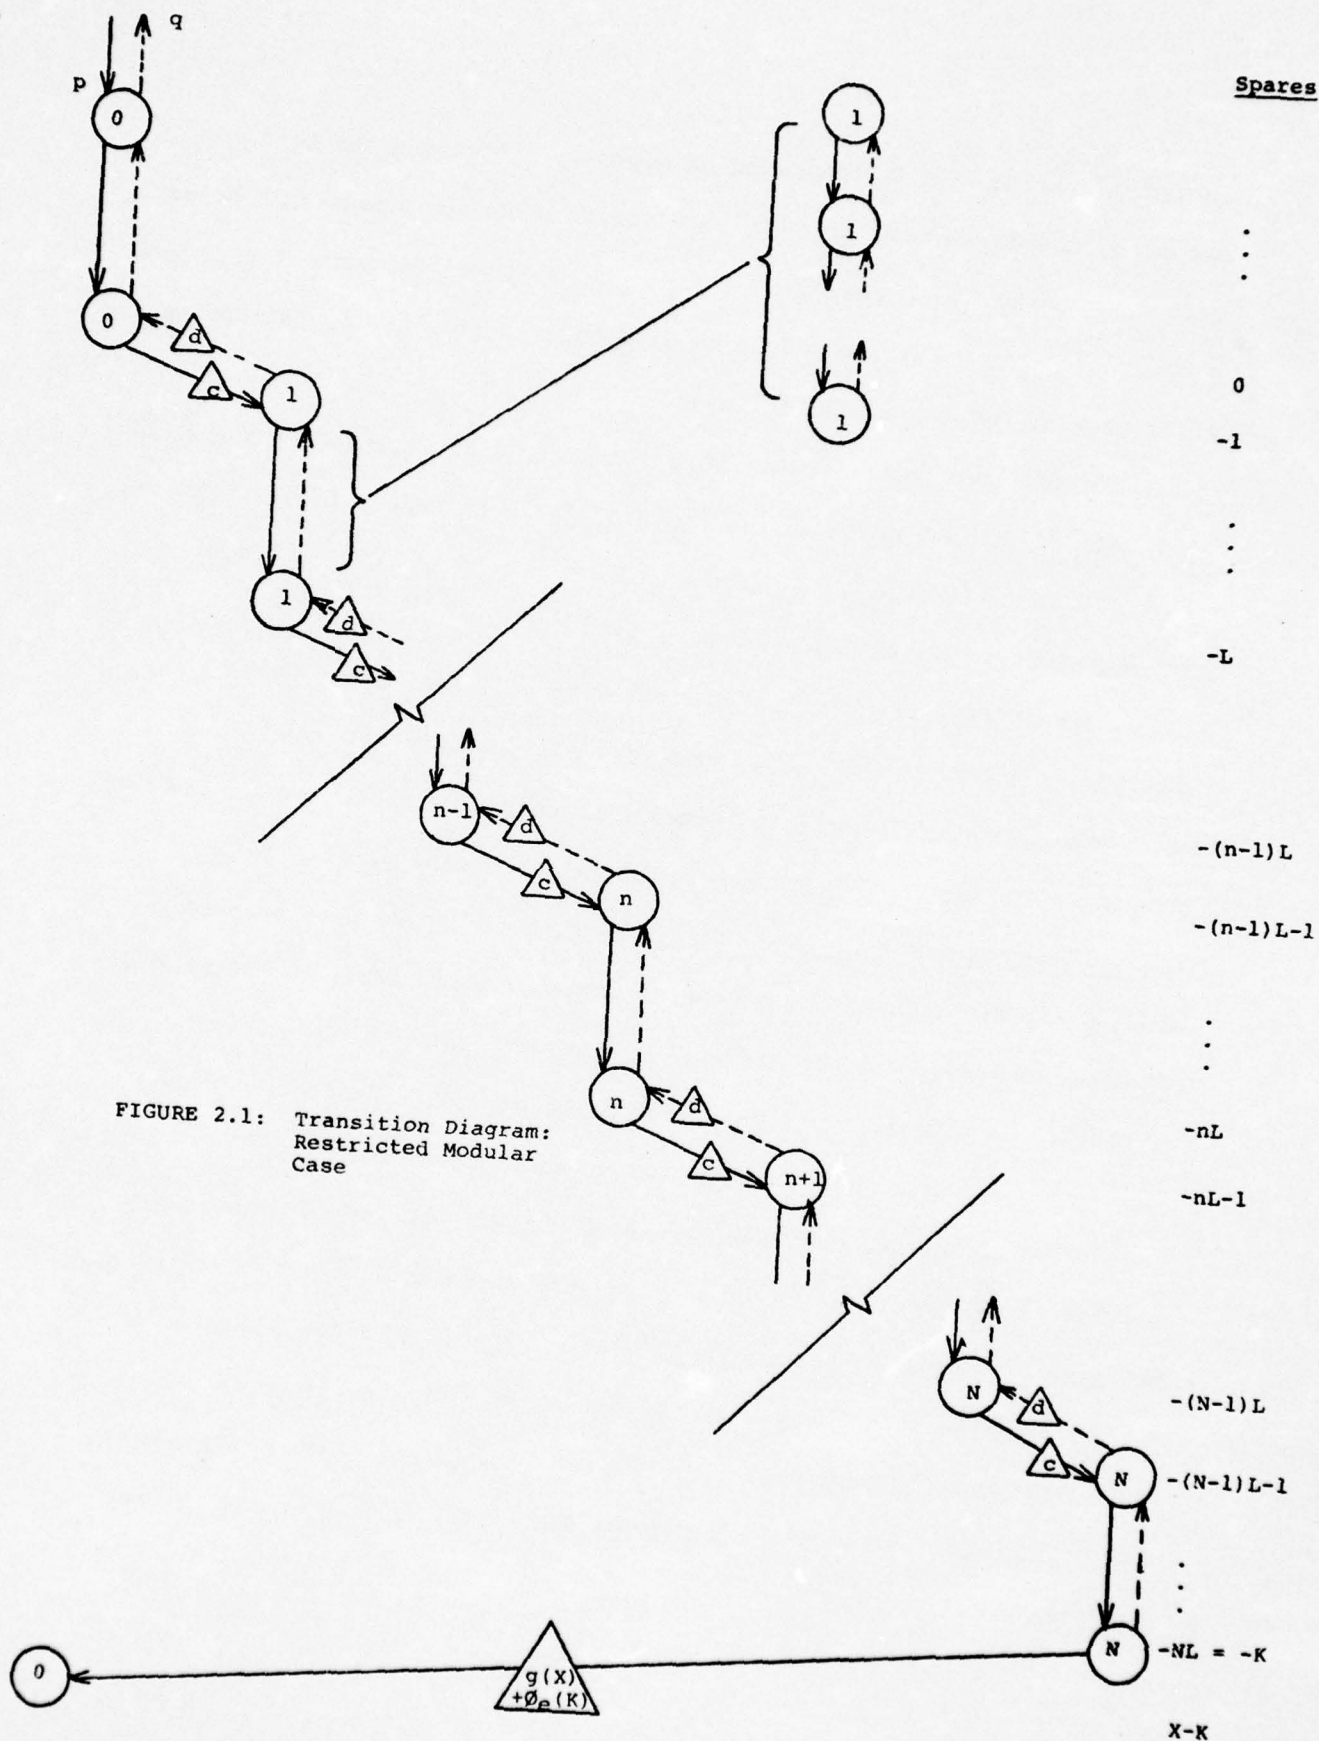 q
p
Spares
0
1
1
.
.
.
0
d
c
1
0
1
-1
.
.
.
1
d
c
-L
n-1
d
c
n
-(n-1)L
-(n-1)L-1
.
.
.
n
d
c
n+1
-nL
-nL-1
FIGURE 2.1: Transition Diagram:
Restricted Modular
Case
N
d
c
N
-(N-1)L
-(N-1)L-1
.
.
.
0
g(X)
+Øe(K)
N
-NL = -K
X-K